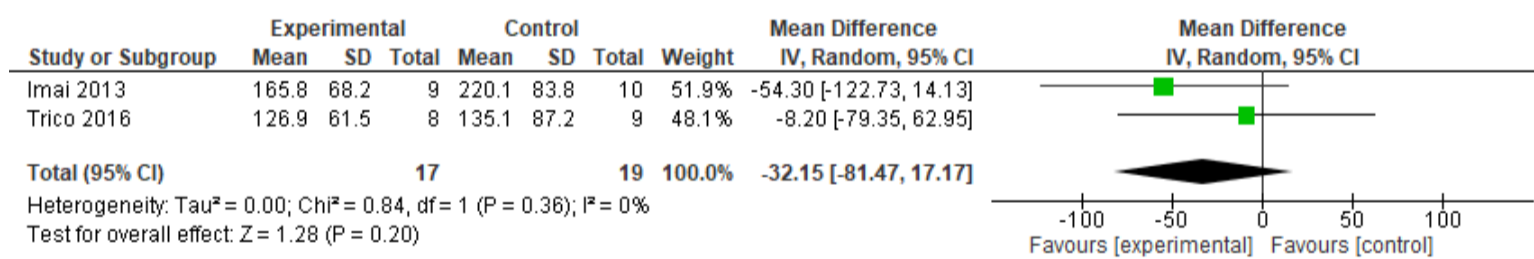 Experimental Control Mean Difference Mean Difference
Study or Subgroup Mean SD Total Mean SD Total Weight IV, Random, 95% CI IV, Random, 95% CI
Imai 2013 165.8 68.2 9 220.1 83.8 10 51.9% -54.30 [-122.73, 14.13]
Trico 2016 126.9 61.5 8 135.1 87.2 9 48.1% -8.20 [-79.35, 62.95]
Total (95% CI) 17 19 100.0% -32.15 [-81.47, 17.17]
Heterogeneity: Tau² = 0.00; Chi² = 0.84, df = 1 (P = 0.36); I² = 0%
Test for overall effect: Z = 1.28 (P = 0.20)
-100 -50 0 50 100
Favours [experimental] Favours [control]